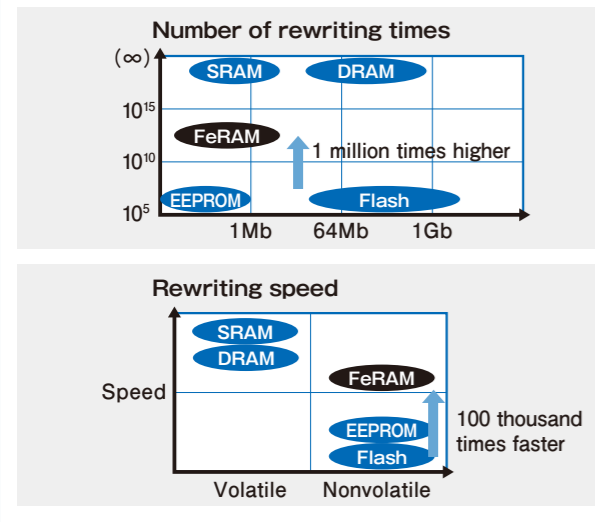 Number of rewriting times
(∞)
SRAM DRAM
10¹⁵
FeRAM
1 million times higher
10¹⁰
EEPROM Flash
10⁵
1Mb 64Mb 1Gb
Rewriting speed
SRAM
DRAM
FeRAM
Speed
100 thousand
times faster
EEPROM
Flash
Volatile Nonvolatile